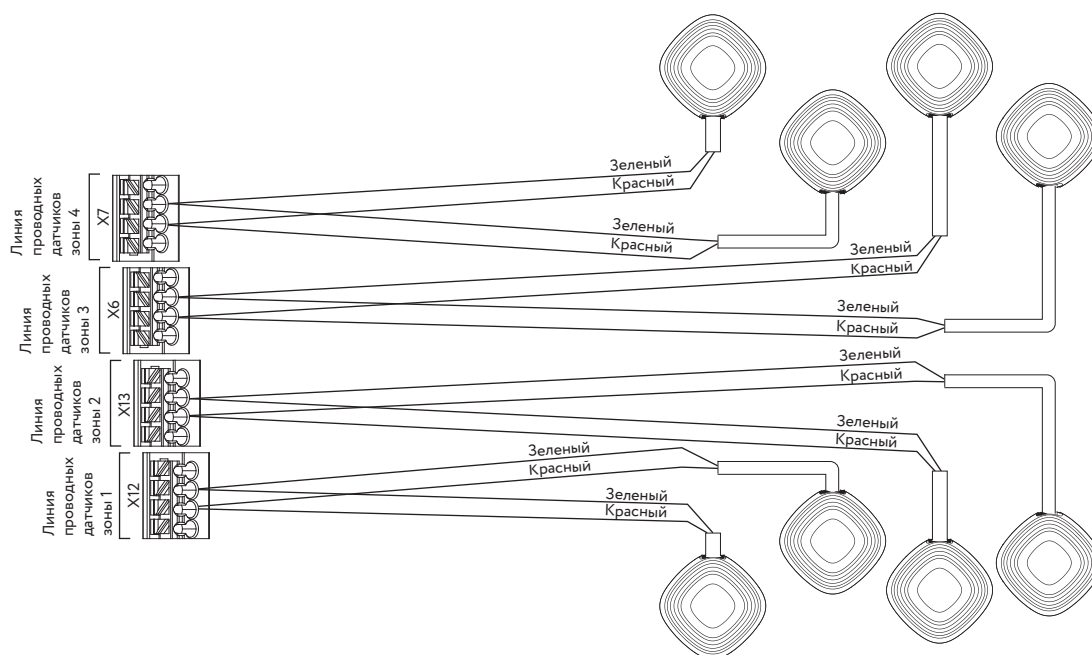 Линия
проводных
датчиков
зоны 4
X7
Зеленый
Красный
Зеленый
Красный
Линия
проводных
датчиков
зоны 3
X6
Зеленый
Красный
Зеленый
Красный
Линия
проводных
датчиков
зоны 2
X13
Зеленый
Красный
Зеленый
Красный
Линия
проводных
датчиков
зоны 1
X12
Зеленый
Красный
Зеленый
Красный